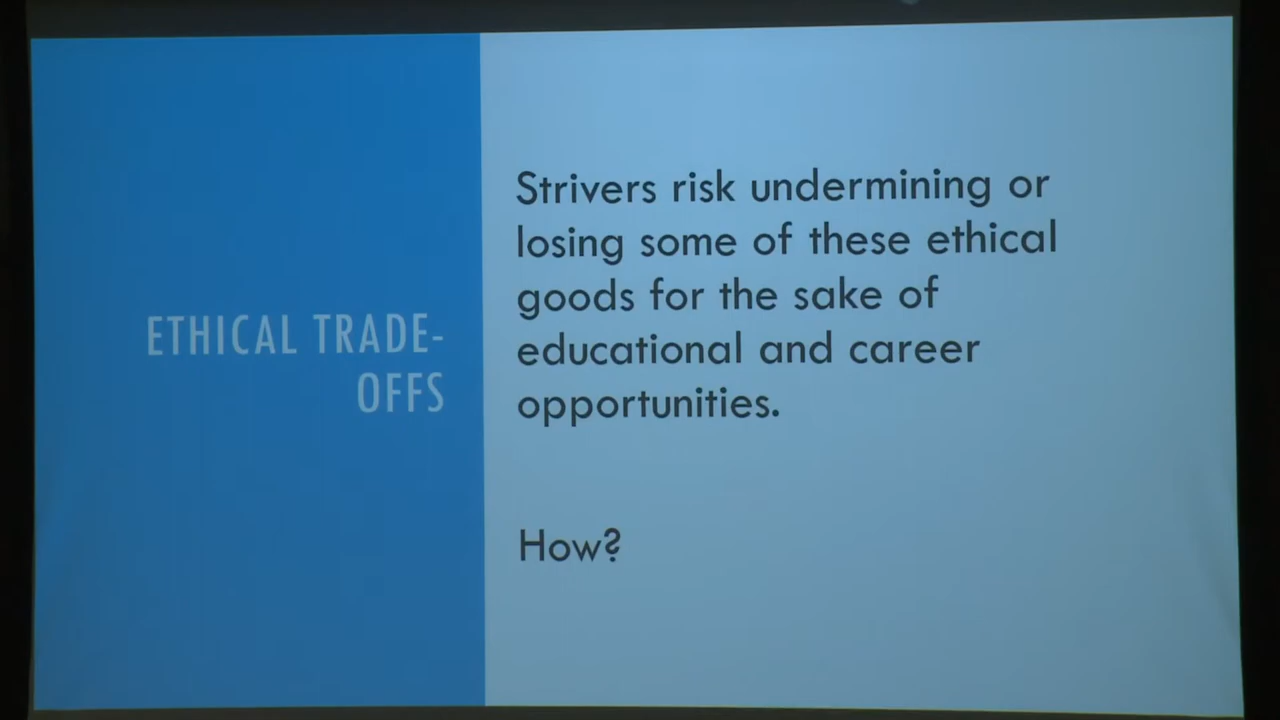 ETHICAL TRADE-
OFFS
Strivers risk undermining or
losing some of these ethical
goods for the sake of
educational and career
opportunities.
How?